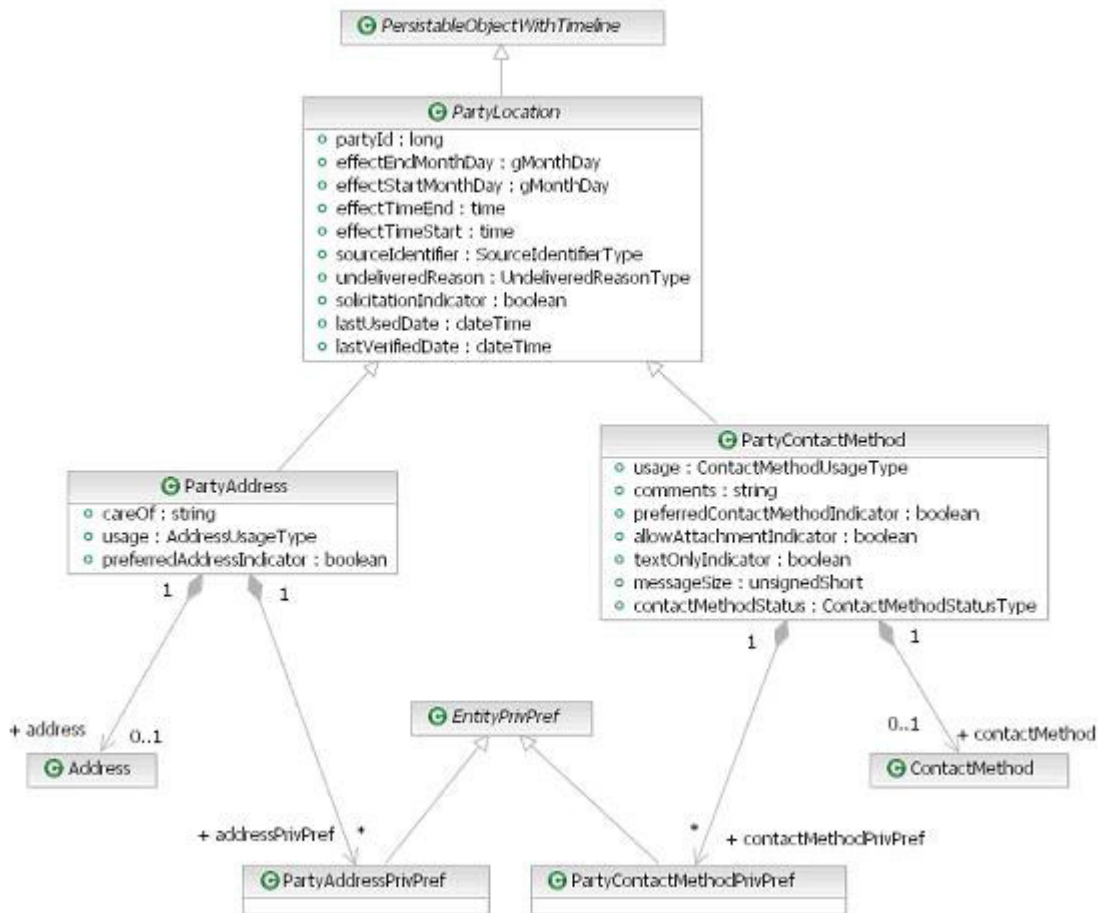 PersistableObjectWithTimeline
PartyLocation
partyId : long
effectEndMonthDay : gMonthDay
effectStartMonthDay : gMonthDay
effectTimeEnd : time
effectTimeStart : time
sourceIdentifier : SourceIdentifierType
undeliveredReason : UndeliveredReasonType
solicitationIndicator : boolean
lastUsedDate : dateTime
lastVerifiedDate : dateTime
PartyAddress
careOf : string
usage : AddressUsageType
preferredAddressIndicator : boolean
PartyContactMethod
usage : ContactMethodUsageType
comments : string
preferredContactMethodIndicator : boolean
allowAttachmentIndicator : boolean
textOnlyIndicator : boolean
messageSize : unsignedShort
contactMethodStatus : ContactMethodStatusType
1
1
1
1
EntityPrivPref
+ address
0..1
0..1
+ contactMethod
Address
ContactMethod
+ addressPrivPref
*
*
+ contactMethodPrivPref
PartyAddressPrivPref
PartyContactMethodPrivPref